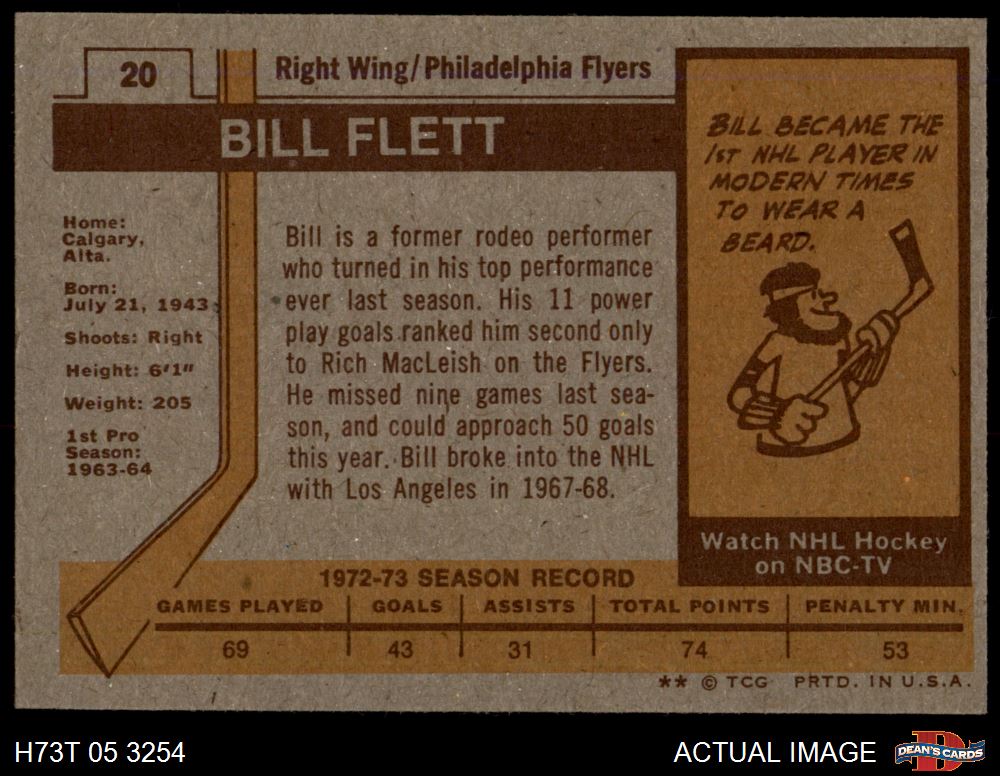 20
Right Wing/Philadelphia Flyers
BILL FLETT
Home:
Calgary,
Alta.
Born:
July 21, 1943
Shoots: Right
Height: 6'1"
Weight: 205
1st Pro
Season:
1963-64
Bill is a former rodeo performer
who turned in his top performance
ever last season. His 11 power
play goals ranked him second only
to Rich MacLeish on the Flyers.
He missed nine games last sea-
son, and could approach 50 goals
this year. Bill broke into the NHL
with Los Angeles in 1967-68.
BILL BECAME THE
1ST NHL PLAYER IN
MODERN TIMES
TO WEAR A
BEARD.
Watch NHL Hockey
on NBC-TV
1972-73 SEASON RECORD
GAMES PLAYED GOALS ASSISTS TOTAL POINTS PENALTY MIN.
69 43 31 74 53
** © TCG PRTD. IN U.S.A.
H73T 05 3254 ACTUAL IMAGE DEAN'S CARDS